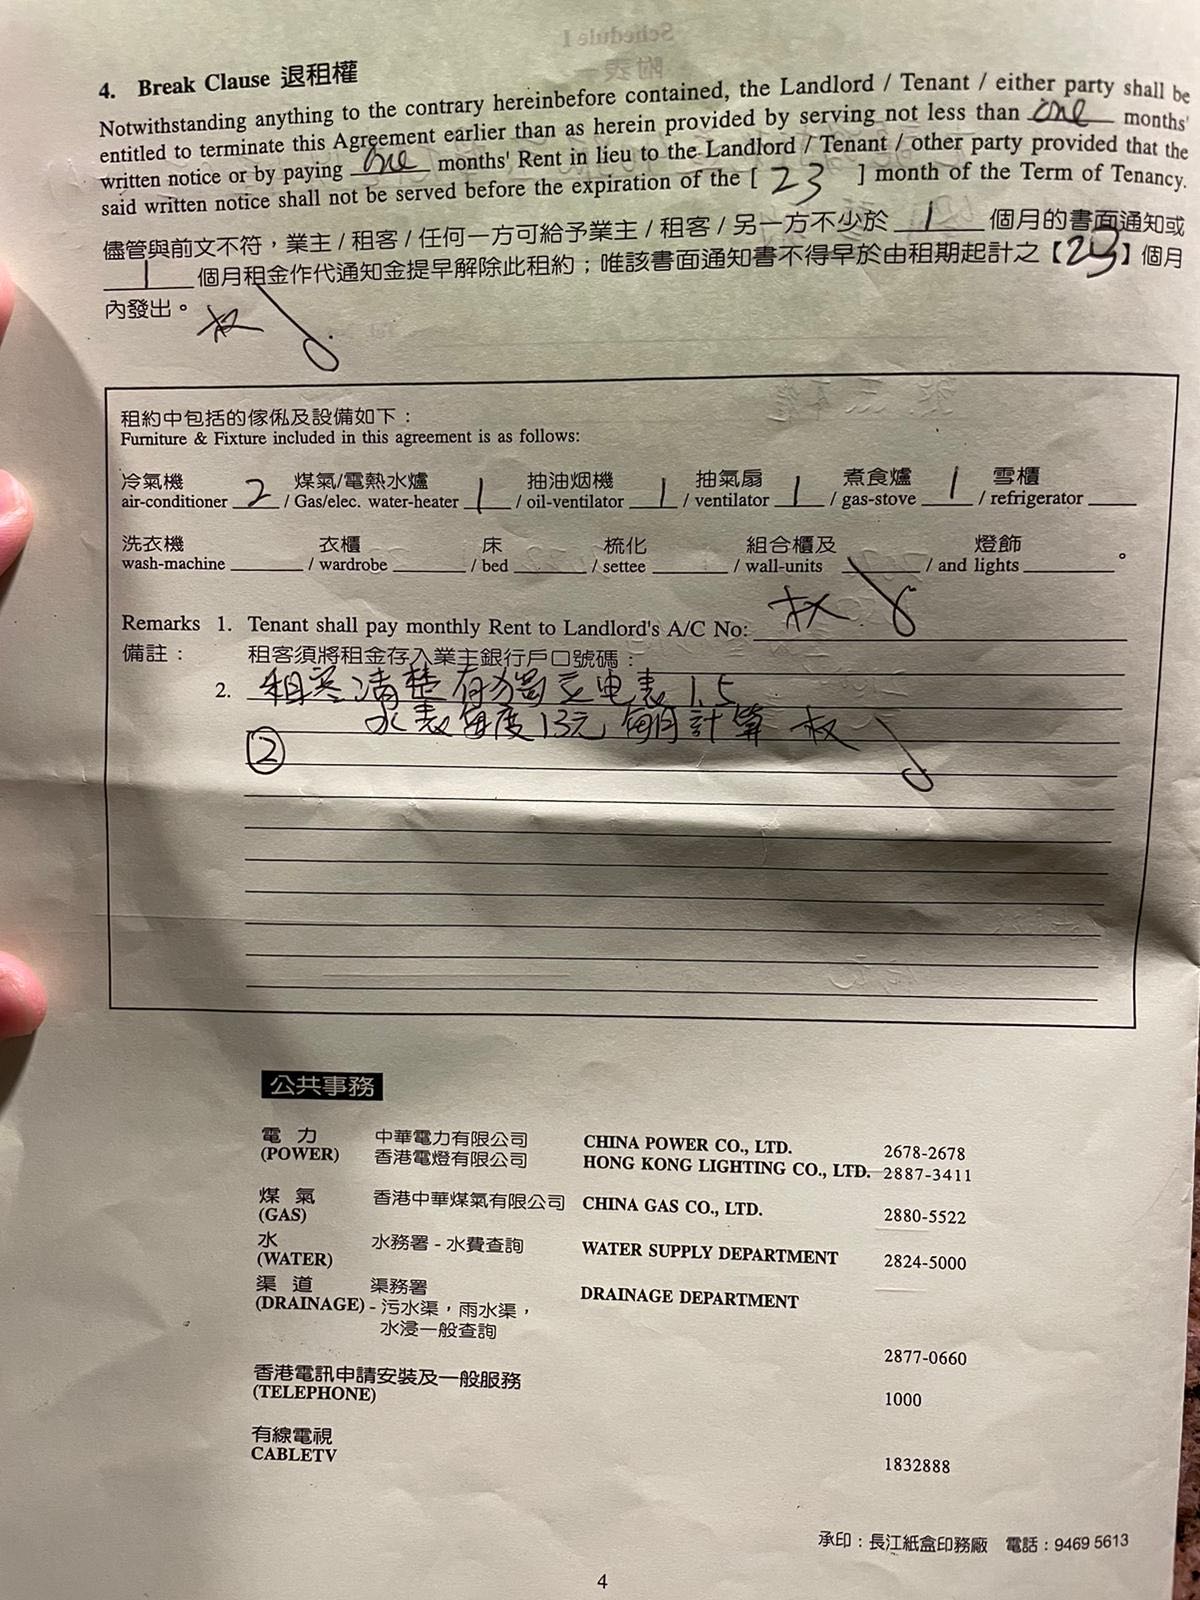 4. Break Clause 退租權
Notwithstanding anything to the contrary hereinbefore contained, the Landlord / Tenant / either party shall be
entitled to terminate this Agreement earlier than as herein provided by serving not less than one months'
written notice or by paying one months' Rent in lieu to the Landlord / Tenant / other party provided that the
said written notice shall not be served before the expiration of the [ 23 ] month of the Term of Tenancy.
儘管與前文不符，業主 / 租客 / 任何一方可給予業主 / 租客 / 另一方不少於 1 個月的書面通知或
1 個月租金作代通知金提早解除此租約；唯該書面通知書不得早於由租期起計之【23】個月
內發出。
租約中包括的傢俬及設備如下：
Furniture & Fixture included in this agreement is as follows:
冷氣機 煤氣/電熱水爐 抽油烟機 抽氣扇 煮食爐 雪櫃
air-conditioner 2 / Gas/elec. water-heater 1 / oil-ventilator 1 / ventilator 1 / gas-stove 1 / refrigerator
洗衣機 衣櫃 床 梳化 組合櫃及 燈飾
wash-machine / wardrobe / bed / settee / wall-units / and lights 。
Remarks 1. Tenant shall pay monthly Rent to Landlord's A/C No:
備註： 租客須將租金存入業主銀行戶口號碼：
2. 租客清楚有独立电表1.5
水表每度13元,每月計算
②
公共事務
電 力 中華電力有限公司 CHINA POWER CO., LTD. 2678-2678
(POWER) 香港電燈有限公司 HONG KONG LIGHTING CO., LTD. 2887-3411
煤 氣 香港中華煤氣有限公司 CHINA GAS CO., LTD.
(GAS) 2880-5522
水 水務署 - 水費查詢 WATER SUPPLY DEPARTMENT 2824-5000
(WATER)
渠 道 渠務署 DRAINAGE DEPARTMENT
(DRAINAGE) - 污水渠，雨水渠，
水浸一般查詢
2877-0660
香港電訊申請安裝及一般服務
(TELEPHONE) 1000
有線電視
CABLETV 1832888
承印：長江紙盒印務廠 電話：9469 5613
4